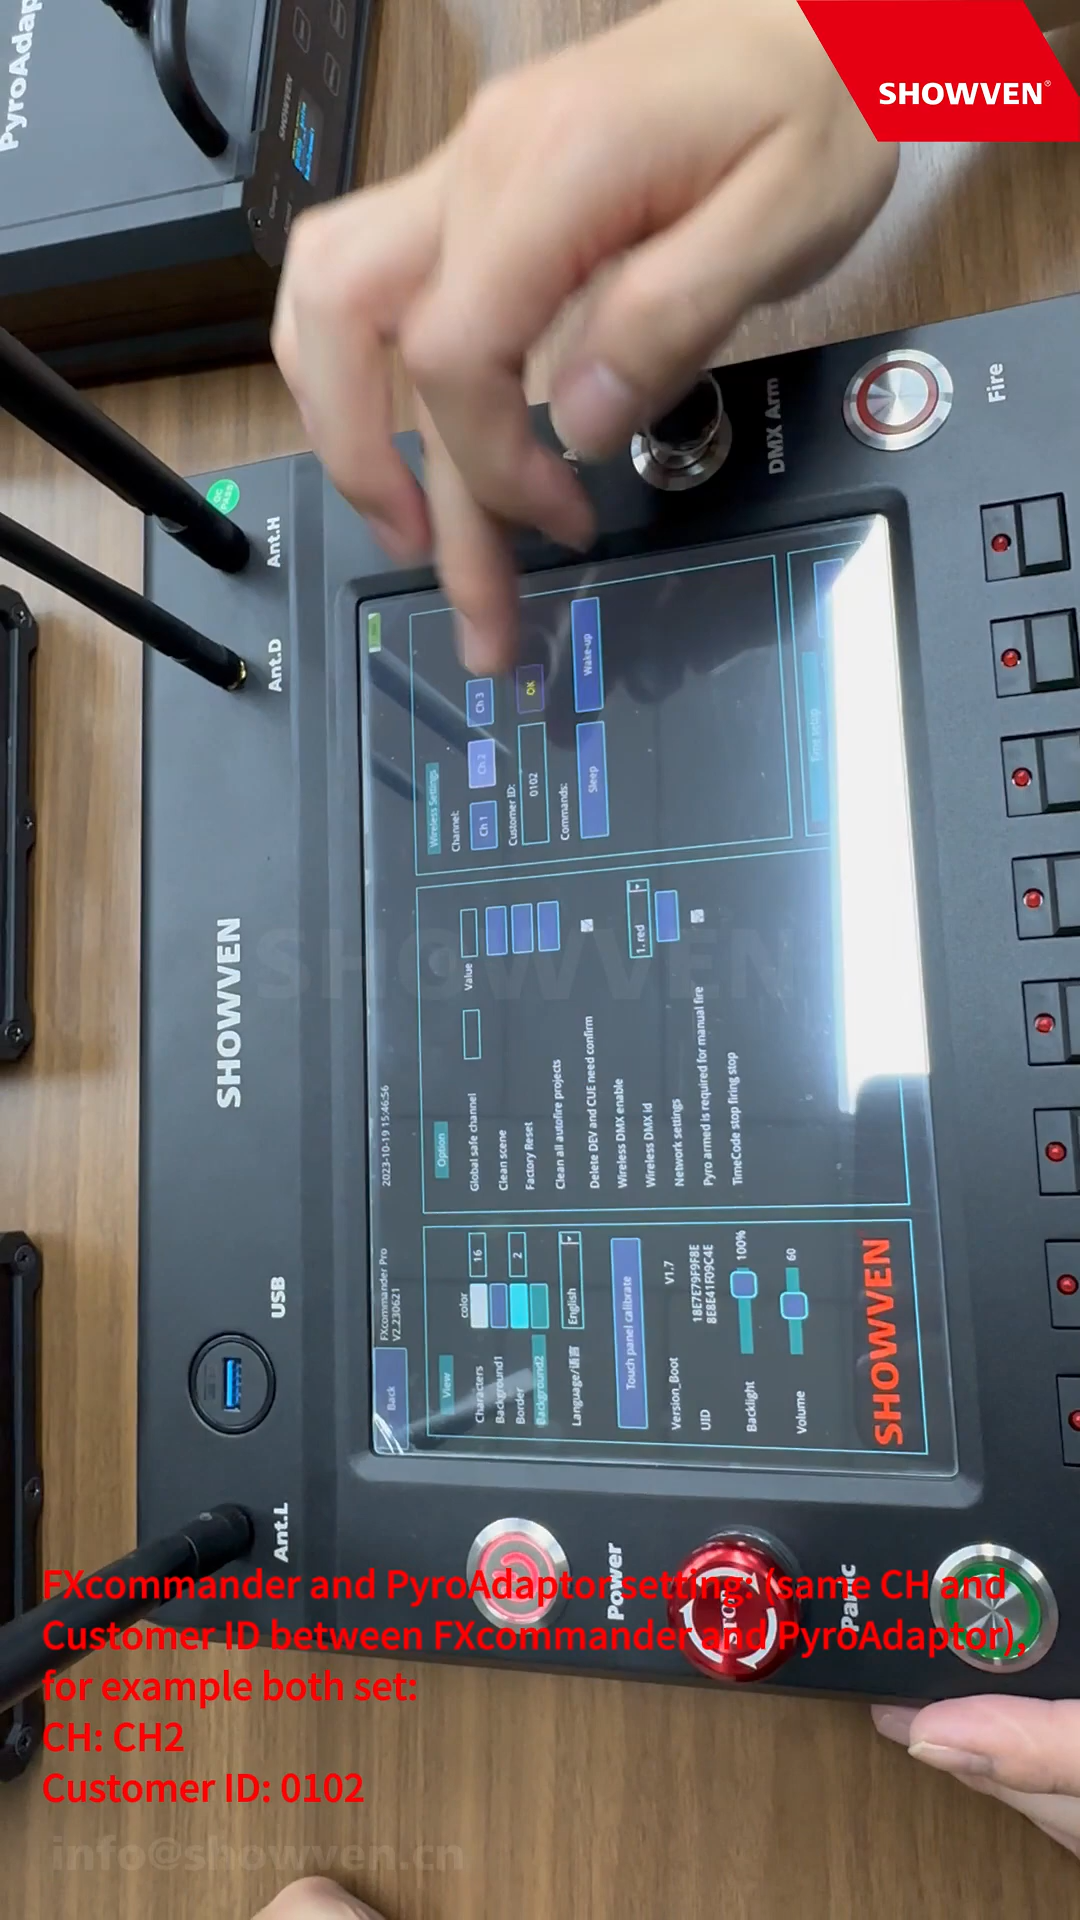 SHOWVEN®
PyroAdap
SHOWVEN
Ant.H
Ant.D
SHOWVEN
USB
Ant.L
DMX Arm
Fire
Power
STOP
Panic
Back
FXcommander Pro
V2.230621
2023-10-19 15:46:56
View
color
Characters
16
Background1
Border
2
Background2
Language/语言
English
Touch panel calibrate
Version_Boot
V1.7
UID
18E7E79F9F8E
8E8E41F09C4E
Backlight
100%
Volume
60
SHOWVEN
Option
Value
Global safe channel
Clean scene
Factory Reset
Clean all autofire projects
Delete DEV and CUE need confirm
Wireless DMX enable
Wireless DMX id
1. red
Network settings
Pyro armed is required for manual fire
TimeCode stop firing stop
Wireless Settings
Channel:
Ch 1
Ch 2
Ch 3
Customer ID:
0102
OK
Commands:
Sleep
Wake-up
Time setup
SHOWVEN
FXcommander and PyroAdaptor setting: (same CH and
Customer ID between FXcommander and PyroAdaptor),
for example both set:
CH: CH2
Customer ID: 0102
info@showven.cn